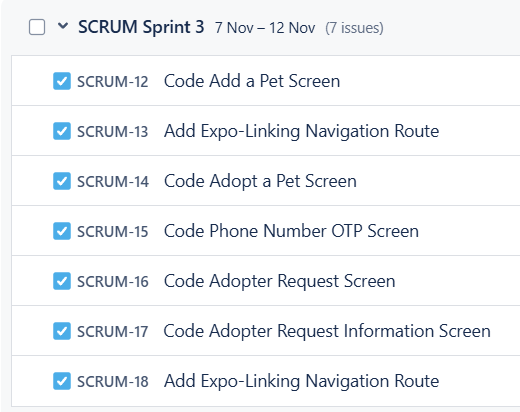 SCRUM Sprint 3 7 Nov – 12 Nov (7 issues)
SCRUM-12 Code Add a Pet Screen
SCRUM-13 Add Expo-Linking Navigation Route
SCRUM-14 Code Adopt a Pet Screen
SCRUM-15 Code Phone Number OTP Screen
SCRUM-16 Code Adopter Request Screen
SCRUM-17 Code Adopter Request Information Screen
SCRUM-18 Add Expo-Linking Navigation Route